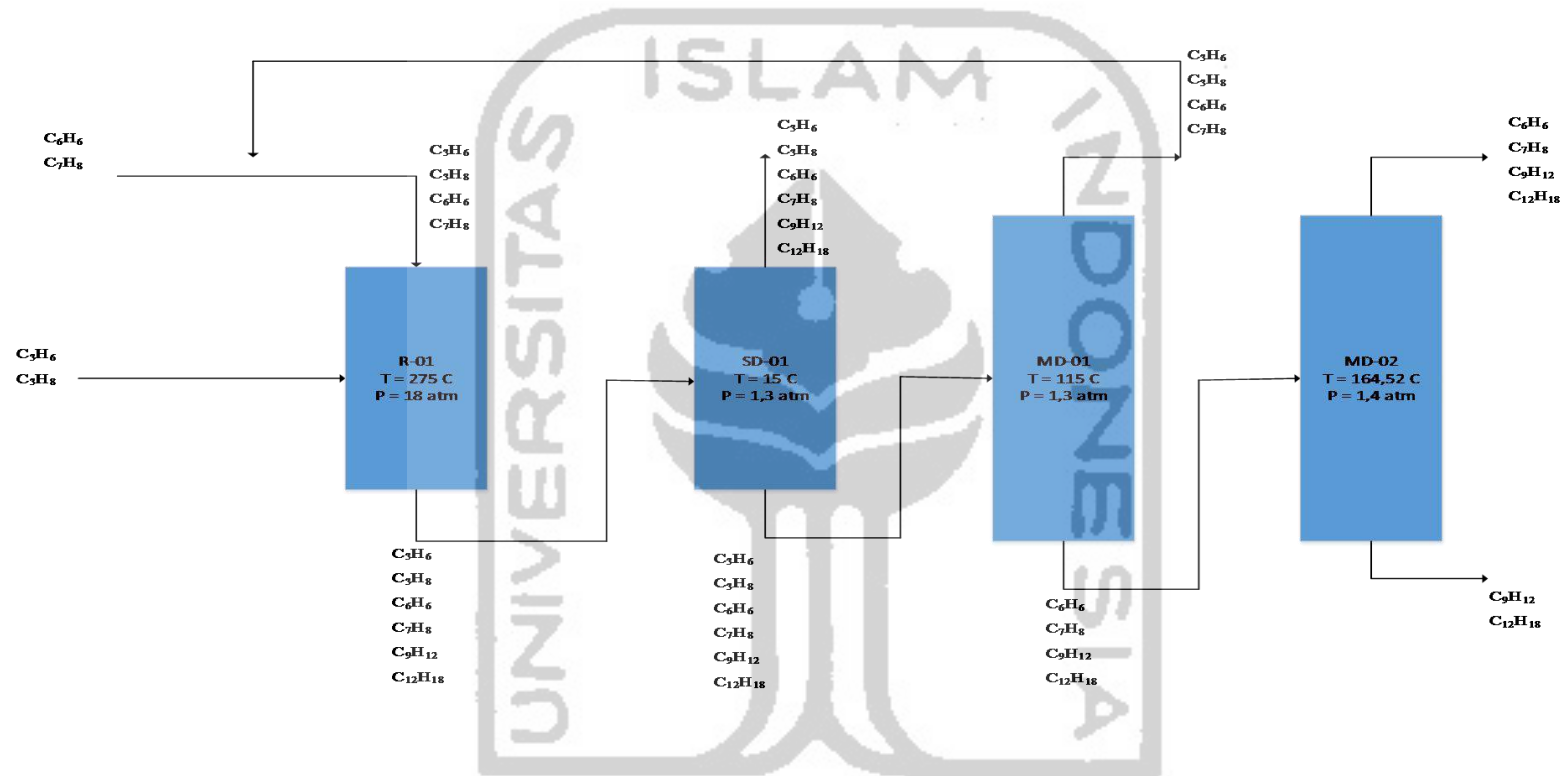 UNIVERSITAS
ISLAM
INDONESIA
C₆H₆
C₇H₈
C₃H₆
C₃H₈
C₃H₆
C₃H₈
C₆H₆
C₇H₈
R-01
T = 275 C
P = 18 atm
C₃H₆
C₃H₈
C₆H₆
C₇H₈
C₉H₁₂
C₁₂H₁₈
C₃H₆
C₃H₈
C₆H₆
C₇H₈
C₉H₁₂
C₁₂H₁₈
SD-01
T = 15 C
P = 1,3 atm
C₃H₆
C₃H₈
C₆H₆
C₇H₈
C₉H₁₂
C₁₂H₁₈
C₃H₆
C₃H₈
C₆H₆
C₇H₈
MD-01
T = 115 C
P = 1,3 atm
C₆H₆
C₇H₈
C₉H₁₂
C₁₂H₁₈
C₆H₆
C₇H₈
C₉H₁₂
C₁₂H₁₈
MD-02
T = 164,52 C
P = 1,4 atm
C₉H₁₂
C₁₂H₁₈